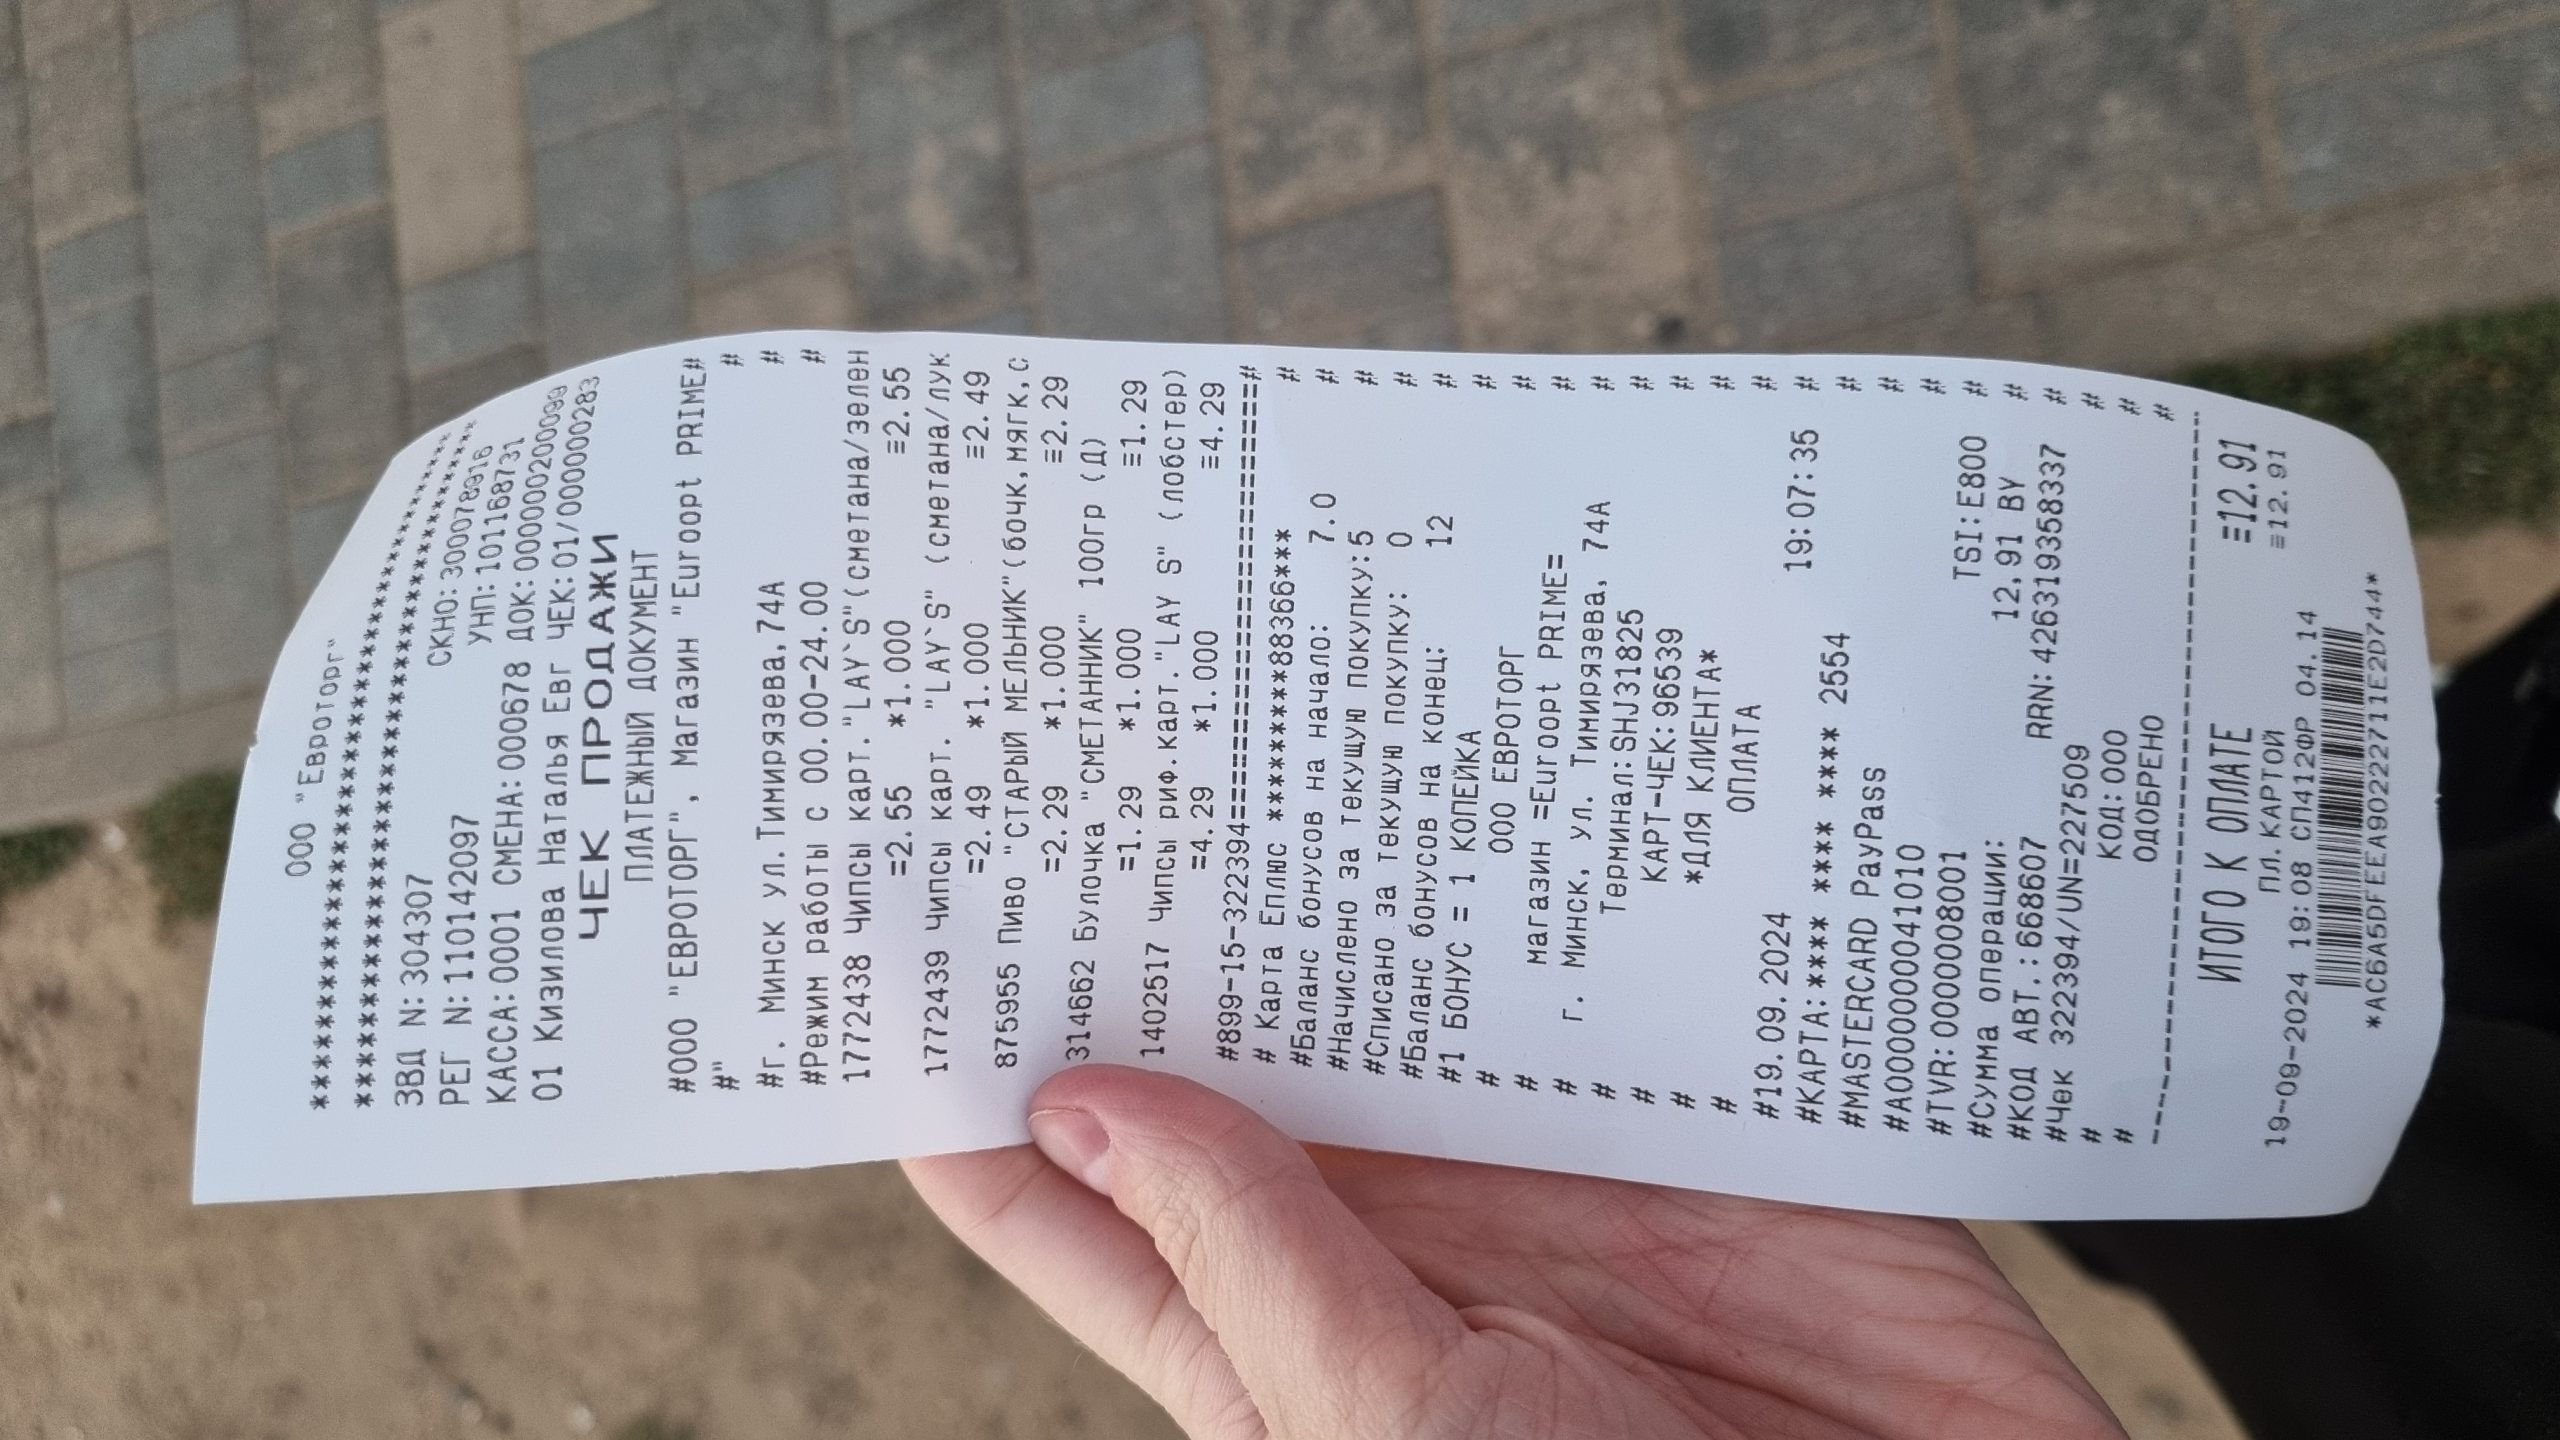 ООО "Евроторг"
********************************
********************************
ЗВД N:304307 СКНО:300078916
РЕГ N:110142097 УНП:101168731
КАССА:0001 СМЕНА:000678 ДОК:0000000200099
01 Кизилова Наталья Евг ЧЕК:01/0000000283
ЧЕК ПРОДАЖИ
ПЛАТЕЖНЫЙ ДОКУМЕНТ
#ООО "ЕВРОТОРГ", Магазин "Euroopt PRIME#
#" #
#г. Минск ул.Тимирязева,74А #
#Режим работы с 00.00-24.00 #
1772438 Чипсы карт."LAY`S"(сметана/зелен
=2.55 *1.000 ≡2.55
1772439 Чипсы карт. "LAY`S" (сметана/лук
=2.49 *1.000 ≡2.49
875955 Пиво "СТАРЫЙ МЕЛЬНИК"(бочк,мягк,с
=2.29 *1.000 ≡2.29
314662 Булочка "СМЕТАННИК" 100гр (Д)
=1.29 *1.000 ≡1.29
1402517 Чипсы риф.карт."LAY S" (лобстер)
=4.29 *1.000 ≡4.29
#899-15-322394========================#
# Карта Еплюс ********88366*** #
#Баланс бонусов на начало: 7.0 #
#Начислено за текущую покупку:5 #
#Списано за текущую покупку: 0 #
#Баланс бонусов на конец: 12 #
#1 БОНУС = 1 КОПЕЙКА #
# ООО ЕВРОТОРГ #
# магазин =Euroopt PRIME= #
# г. Минск, ул. Тимирязева, 74А #
# Терминал:SHJ31825 #
# КАРТ-ЧЕК:96539 #
# *ДЛЯ КЛИЕНТА* #
# ОПЛАТА #
#19.09.2024 19:07:35 #
#КАРТА:**** **** **** 2554 #
#MASTERCARD PayPass #
#A0000000041010 #
#TVR:0000008001 TSI:E800 #
#Сумма операции: 12,91 BY #
#КОД АВТ.:668607 RRN:426319358337 #
#Чек 322394/UN=227509 #
# КОД:000 #
# ОДОБРЕНО #
----------------------------------------
ИТОГО К ОПЛАТЕ ≡12.91
ПЛ.КАРТОЙ ≡12.91
19-09-2024 19:08 СП412ФР 04.14
*AC6A5DFEEA902222711E2D744*